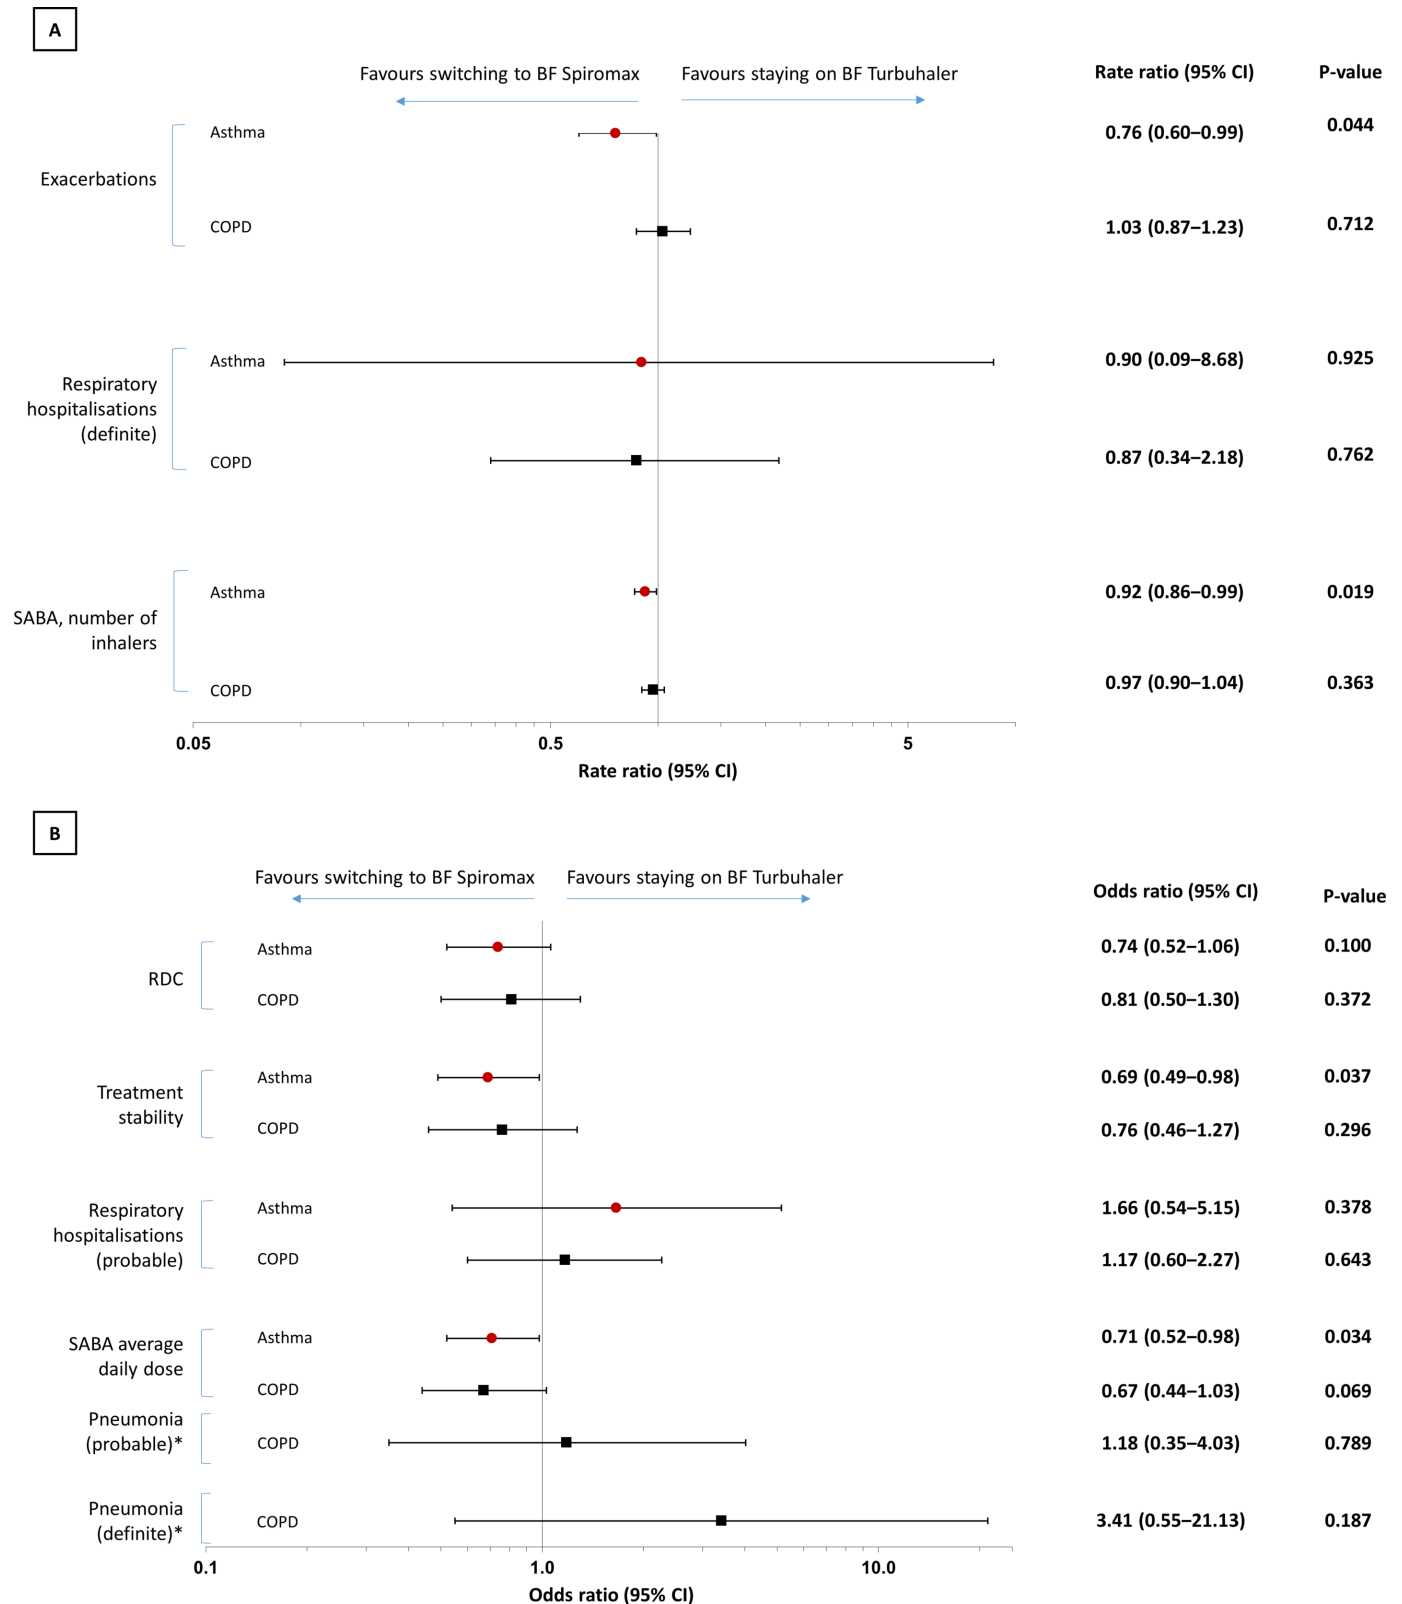 A
Favours switching to BF Spiromax Favours staying on BF Turbuhaler Rate ratio (95% CI) P-value
Asthma 0.76 (0.60–0.99) 0.044
Exacerbations
COPD 1.03 (0.87–1.23) 0.712
Asthma 0.90 (0.09–8.68) 0.925
Respiratory
hospitalisations
(definite)
COPD 0.87 (0.34–2.18) 0.762
Asthma 0.92 (0.86–0.99) 0.019
SABA, number of
inhalers
COPD 0.97 (0.90–1.04) 0.363
0.05 0.5 5
Rate ratio (95% CI)
B
Favours switching to BF Spiromax Favours staying on BF Turbuhaler Odds ratio (95% CI) P-value
Asthma 0.74 (0.52–1.06) 0.100
RDC
COPD 0.81 (0.50–1.30) 0.372
Asthma 0.69 (0.49–0.98) 0.037
Treatment
stability
COPD 0.76 (0.46–1.27) 0.296
Asthma 1.66 (0.54–5.15) 0.378
Respiratory
hospitalisations
(probable)
COPD 1.17 (0.60–2.27) 0.643
Asthma 0.71 (0.52–0.98) 0.034
SABA average
daily dose
COPD 0.67 (0.44–1.03) 0.069
Pneumonia
(probable)*
COPD 1.18 (0.35–4.03) 0.789
Pneumonia
(definite)*
COPD 3.41 (0.55–21.13) 0.187
0.1 1.0 10.0
Odds ratio (95% CI)